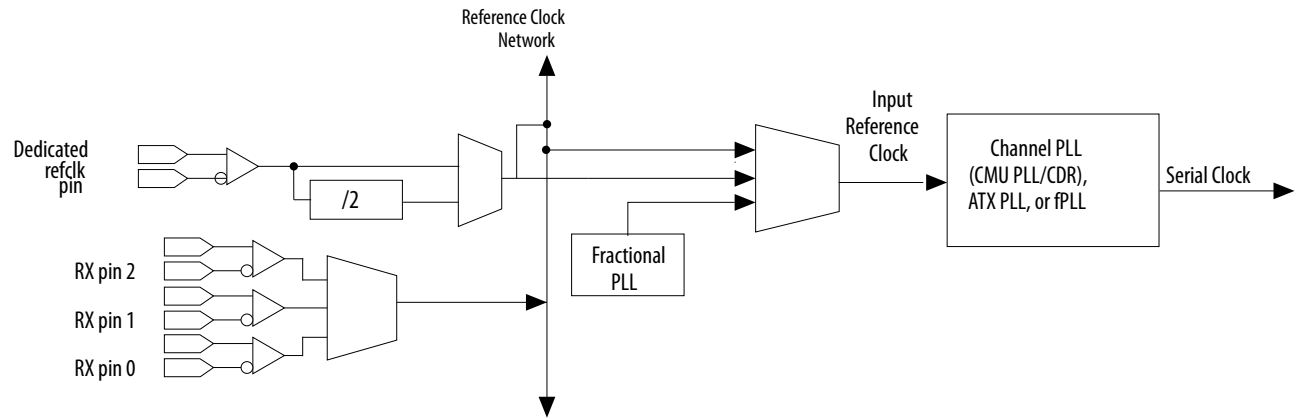 Reference Clock
Network
Dedicated
refclk
pin
/2
Input
Reference
Clock
Channel PLL
(CMU PLL/CDR),
ATX PLL, or fPLL
Serial Clock
Fractional
PLL
RX pin 2
RX pin 1
RX pin 0